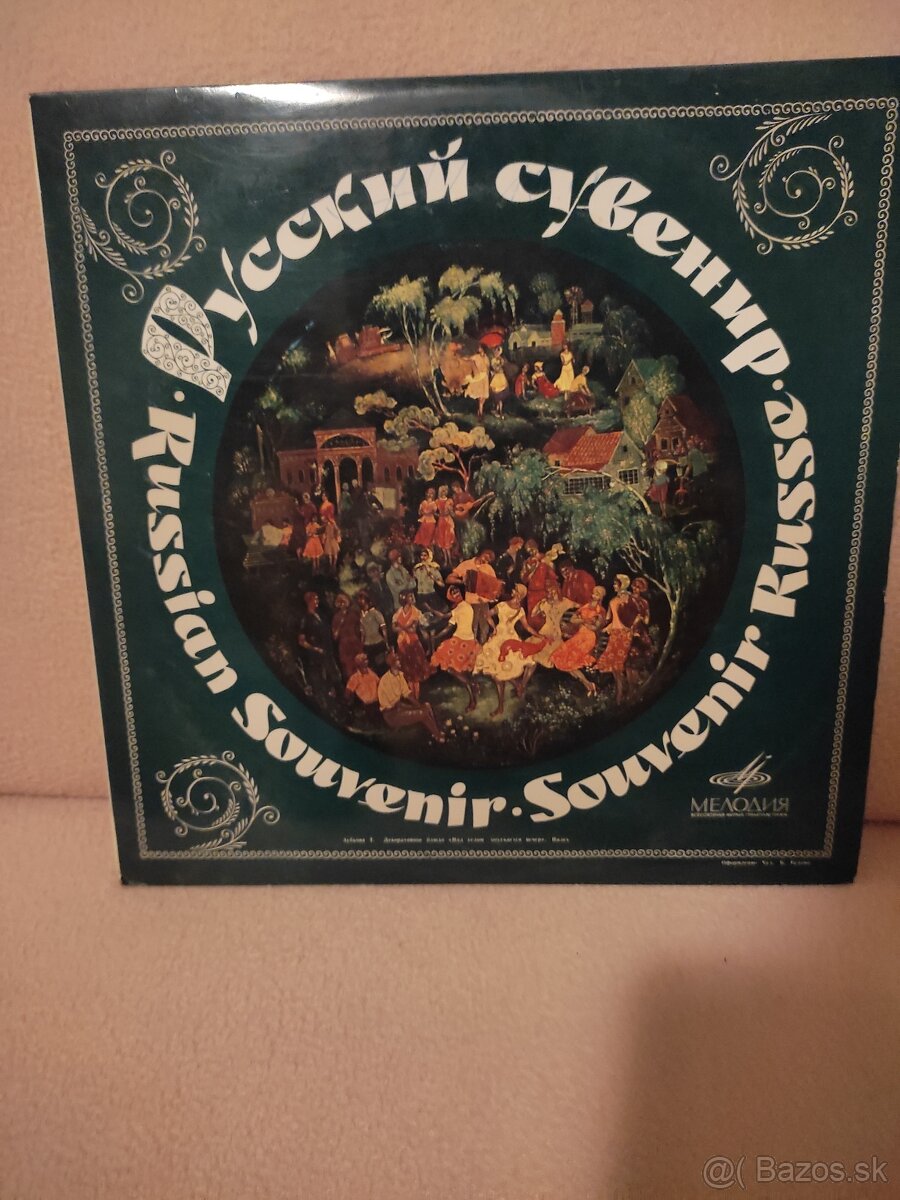 Русский сувенир.
Russian Souvenir.
Souvenir Russe.
МЕЛОДИЯ
@( Bazos.sk